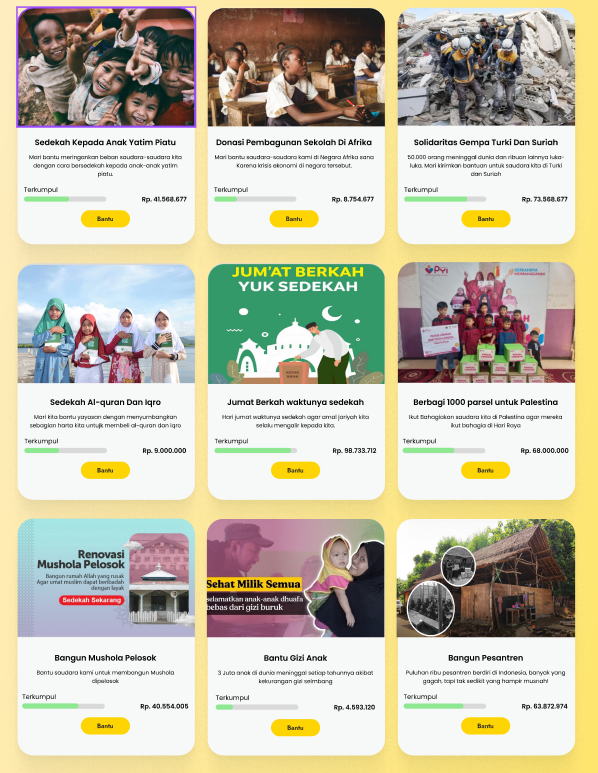 Sedekah Kepada Anak Yatim Piatu
Mari bantu meringankan beban saudara-saudara kita
dengan cara bersedekah kepada anak-anak yatim
piatu.
Terkumpul
Rp. 41.568.677
Bantu
Donasi Pembagunan Sekolah Di Afrika
Mari bantu saudara-saudara kami di Negara Afrika sana
Karena krisis ekonomi di negara tersebut.
Terkumpul
Rp. 8.754.677
Bantu
Solidaritas Gempa Turki Dan Suriah
50.000 orang meninggal dunia dan ribuan lainnya luka-
luka. Mari kirimkan bantuan untuk saudara kita di Turki
dan Suriah
Terkumpul
Rp. 73.568.677
Bantu
Sedekah Al-quran Dan Iqro
Mari kita bantu yayasan dengan menyumbangkan
sebagian harta kita untujk membeli al-quran dan iqro
Terkumpul
Rp. 9.000.000
Bantu
JUM'AT BERKAH
YUK SEDEKAH
Jumat Berkah waktunya sedekah
Hari jumat waktunya sedekah agar amal jariyah kita
selalu mengalir kepada kita.
Terkumpul
Rp. 98.733.712
Bantu
PYI
Berbagi 1000 parsel untuk Palestina
Ikut Bahagiakan saudara kita di Palestina agar mereka
ikut bahagia di Hari Raya
Terkumpul
Rp. 68.000.000
Bantu
Renovasi
Mushola Pelosok
Bangun rumah Allah yang rusak
Agar umat muslim dapat beribadah
dengan layak
Sedekah Sekarang
Bangun Mushola Pelosok
Bantu saudara kami untuk membangun Mushola
dipelosok
Terkumpul
Rp. 40.554.005
Bantu
Sehat Milik Semua
selamatkan anak-anak dhuafa
bebas dari gizi buruk
Bantu Gizi Anak
3 Juta anak di dunia meninggal setiap tahunnya akibat
kekurangan gizi seimbang
Terkumpul
Rp. 4.593.120
Bantu
Bangun Pesantren
Puluhan ribu pesantren berdiri di Indonesia, banyak yang
gagah, tapi tak sedikit yang hampir musnah!
Terkumpul
Rp. 63.872.974
Bantu